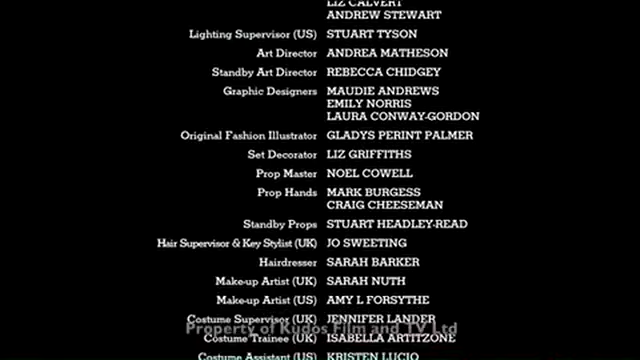 LIZ CALVERT
ANDREW STEWART
Lighting Supervisor (US) STUART TYSON
Art Director ANDREA MATHESON
Standby Art Director REBECCA CHIDGEY
Graphic Designers MAUDIE ANDREWS
EMILY NORRIS
LAURA CONWAY-GORDON
Original Fashion Illustrator GLADYS PERINT PALMER
Set Decorator LIZ GRIFFITHS
Prop Master NOEL COWELL
Prop Hands MARK BURGESS
CRAIG CHEESEMAN
Standby Props STUART HEADLEY-READ
Hair Supervisor & Key Stylist (UK) JO SWEETING
Hairdresser SARAH BARKER
Make-up Artist (UK) SARAH NUTH
Make-up Artist (US) AMY L FORSYTHE
Costume Supervisor (UK) JENNIFER LANDER
Property of Kudos Film and TV Ltd
Costume Trainee (UK) ISABELLA ARTITZONE
Costume Assistant (US) KRISTEN LUCIO